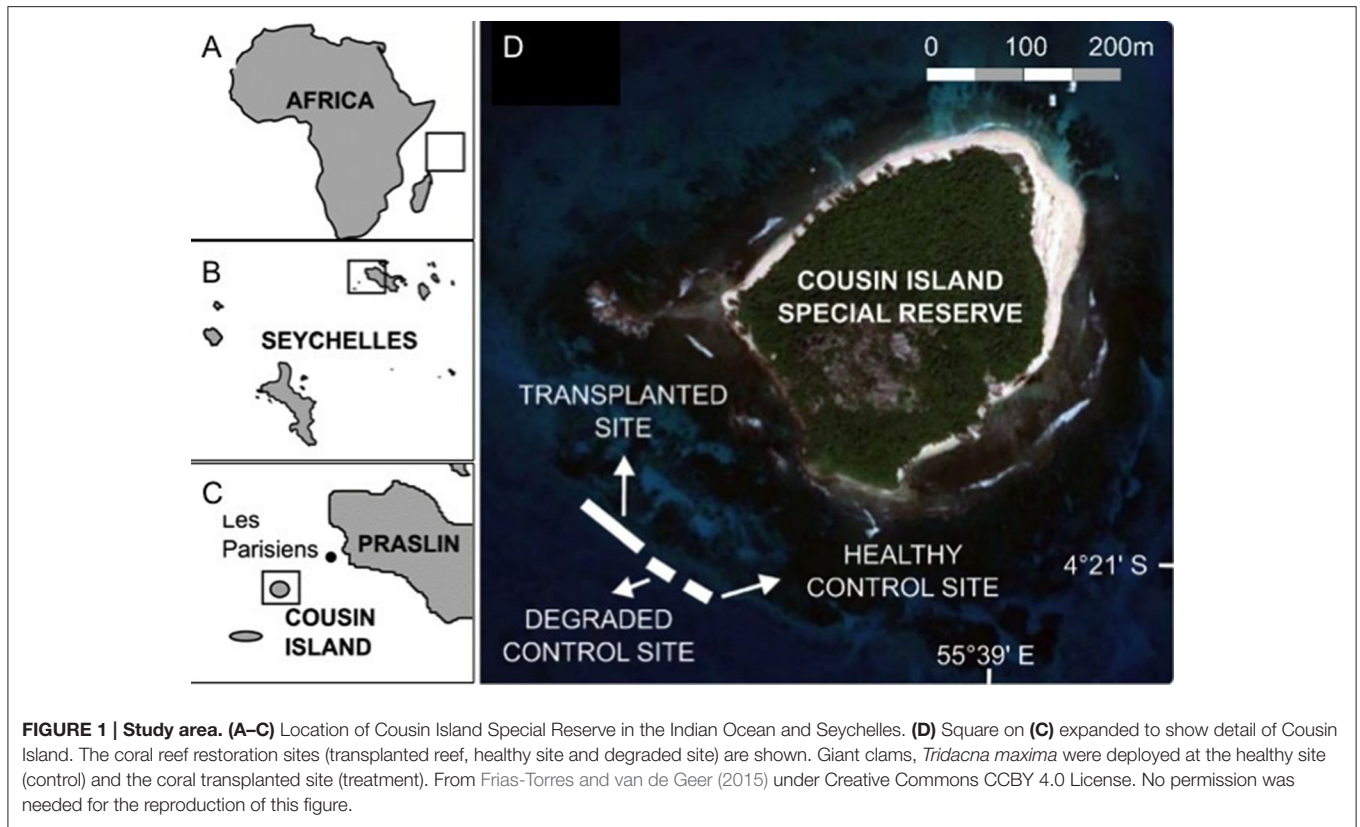 A
AFRICA
B
SEYCHELLES
C
Les
Parisiens
PRASLIN
COUSIN
ISLAND
D
0 100 200m
COUSIN ISLAND
SPECIAL RESERVE
TRANSPLANTED
SITE
HEALTHY
CONTROL SITE
DEGRADED
CONTROL SITE
4°21' S
55°39' E
FIGURE 1 | Study area. (A–C) Location of Cousin Island Special Reserve in the Indian Ocean and Seychelles. (D) Square on (C) expanded to show detail of Cousin
Island. The coral reef restoration sites (transplanted reef, healthy site and degraded site) are shown. Giant clams, Tridacna maxima were deployed at the healthy site
(control) and the coral transplanted site (treatment). From Frias-Torres and van de Geer (2015) under Creative Commons CCBY 4.0 License. No permission was
needed for the reproduction of this figure.